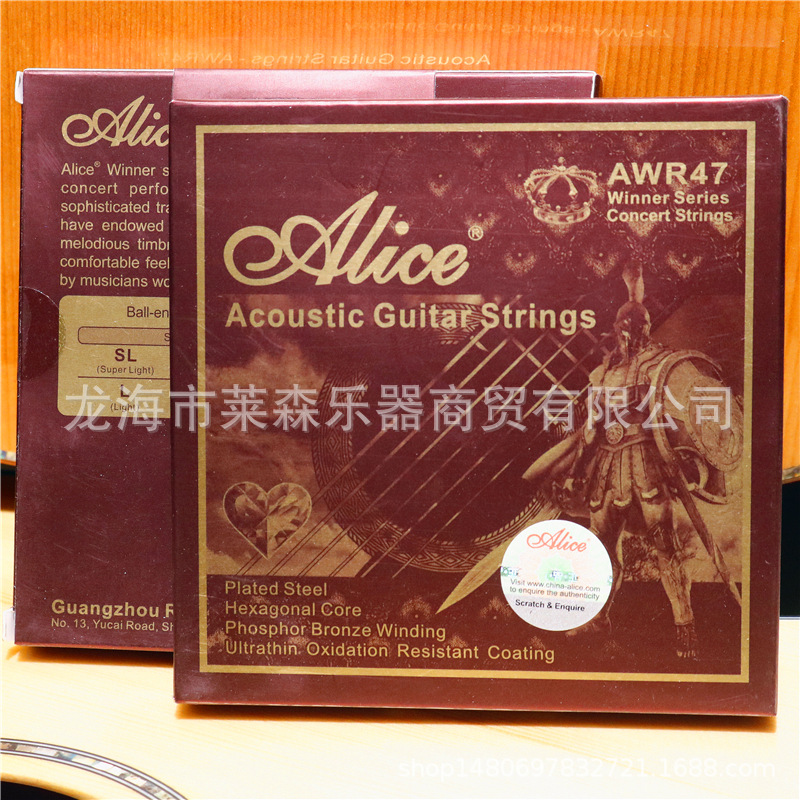 Acoustic Guitar Strings - AWR47
Alice
Alice® Winner s
concert perfo
sophisticated tra
have endowed
melodious timbr
comfortable feel
by musicians wo
Ball-en
S
SL
(Super Light)
L
(Light)
Guangzhou R
No. 13, Yucai Road, Sh
AWR47
Winner Series
Concert Strings
Alice®
Acoustic Guitar Strings
龙海市莱森乐器商贸有限公司
Plated Steel
Hexagonal Core
Phosphor Bronze Winding
Ultrathin Oxidation Resistant Coating
Alice®
Visit www.china-alice.com
to enquire the authenticity
Scratch & Enquire
shop1480697832721.1688.com